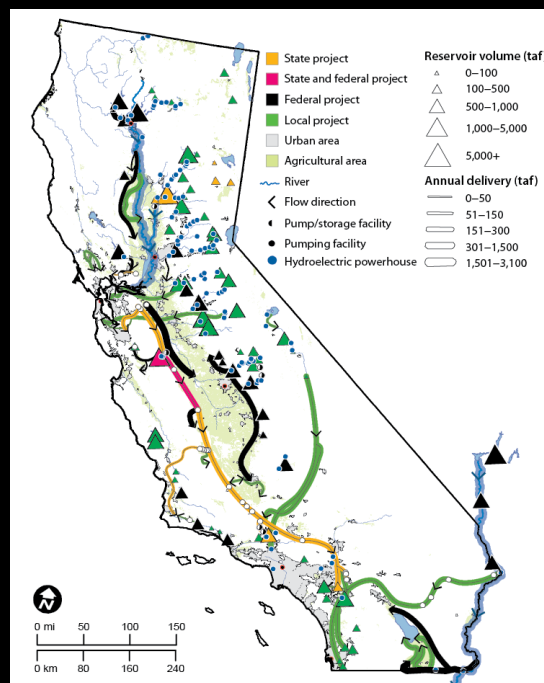 State project
State and federal project
Federal project
Local project
Urban area
Agricultural area
River
Flow direction
Pump/storage facility
Pumping facility
Hydroelectric powerhouse
Reservoir volume (taf)
0–100
100–500
500–1,000
1,000–5,000
5,000+
Annual delivery (taf)
0–50
51–150
151–300
301–1,500
1,501–3,100
N
0 mi 50 100 150
0 km 80 160 240